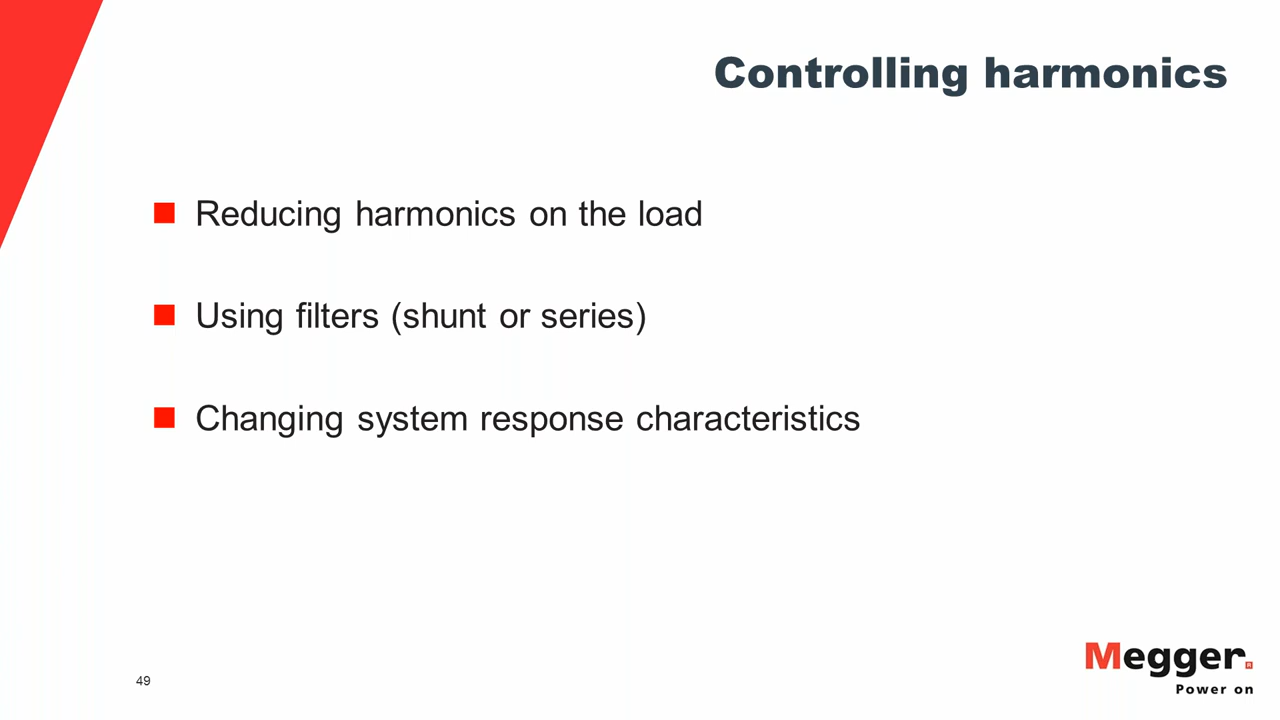 Controlling harmonics
Reducing harmonics on the load
Using filters (shunt or series)
Changing system response characteristics
49
Megger
Power on